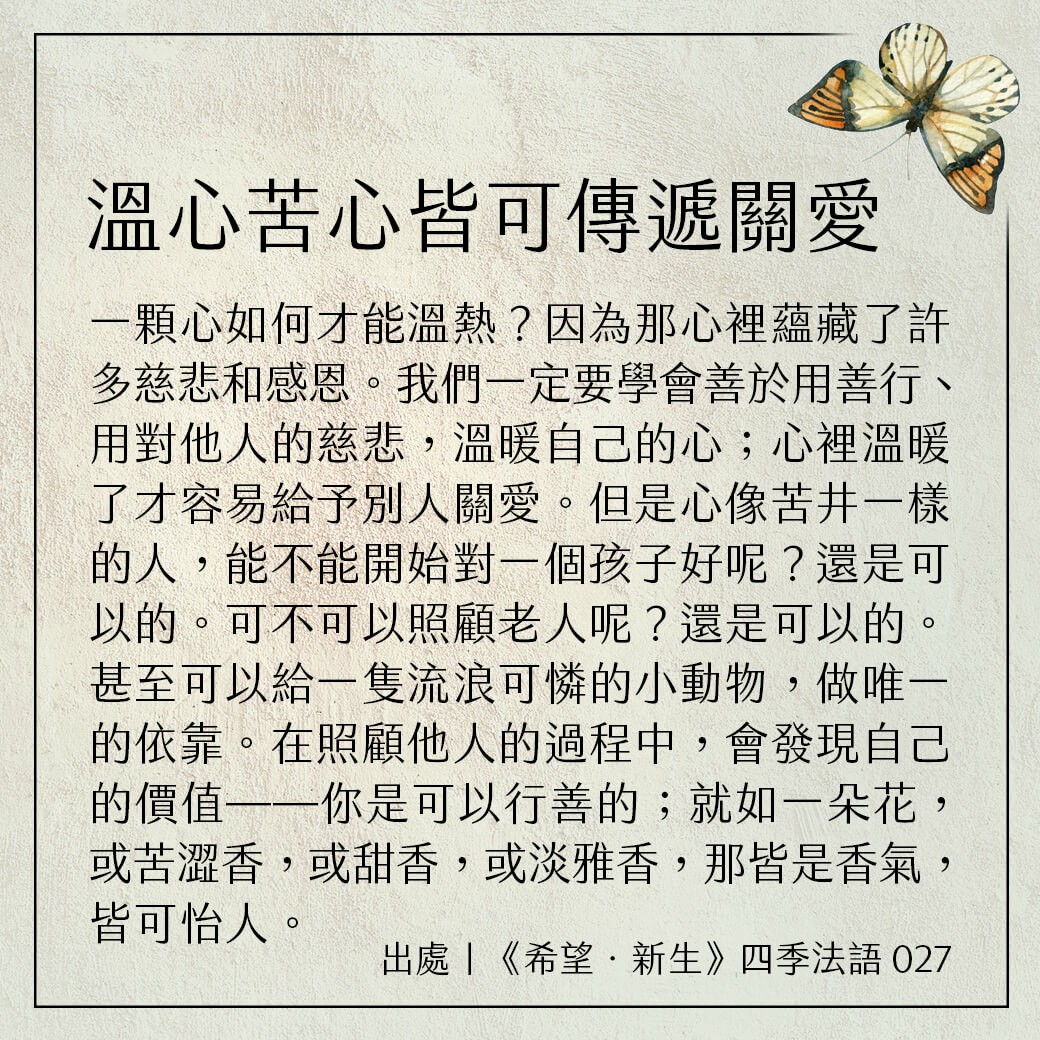 溫心苦心皆可傳遞關愛
一顆心如何才能溫熱？因為那心裡蘊藏了許
多慈悲和感恩。我們一定要學會善於用善行、
用對他人的慈悲，溫暖自己的心；心裡溫暖
了才容易給予別人關愛。但是心像苦井一樣
的人，能不能開始對一個孩子好呢？還是可
以的。可不可以照顧老人呢？還是可以的。
甚至可以給一隻流浪可憐的小動物，做唯一
的依靠。在照顧他人的過程中，會發現自己
的價值——你是可以行善的；就如一朵花，
或苦澀香，或甜香，或淡雅香，那皆是香氣，
皆可怡人。
出處｜《希望．新生》四季法語 027